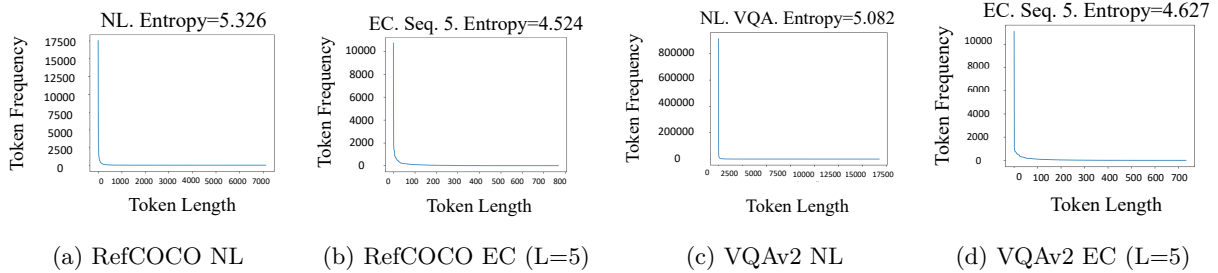 NL. Entropy=5.326
Token Frequency
17500
15000
12500
10000
7500
5000
2500
0
0 1000 2000 3000 4000 5000 6000 7000
Token Length
(a) RefCOCO NL
EC. Seq. 5. Entropy=4.524
Token Frequency
10000
8000
6000
4000
2000
0
0 100 200 300 400 500 600 700 800
Token Length
(b) RefCOCO EC (L=5)
NL. VQA. Entropy=5.082
Token Frequency
800000
600000
400000
200000
0
0 2500 5000 7500 10000 12500 15000 17500
Token Length
(c) VQAv2 NL
EC. Seq. 5. Entropy=4.627
Token Frequency
10000
8000
6000
4000
2000
0
0 100 200 300 400 500 600 700
Token Length
(d) VQAv2 EC (L=5)